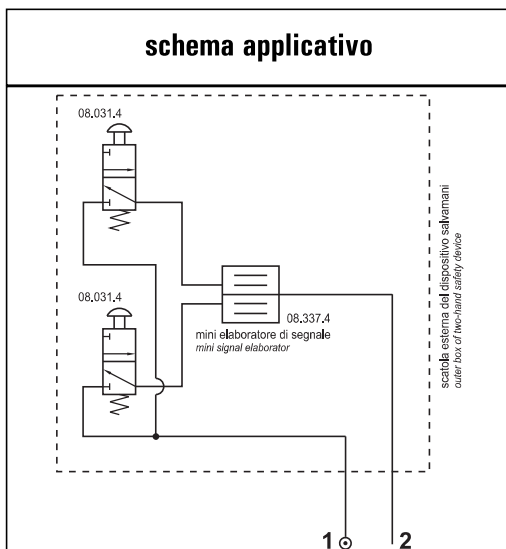 schema applicativo
08.031.4
08.031.4
08.337.4
mini elaboratore di segnale
mini signal elaborator
scatola esterna del dispositivo salvamani
outer box of two-hand safety device
1
2